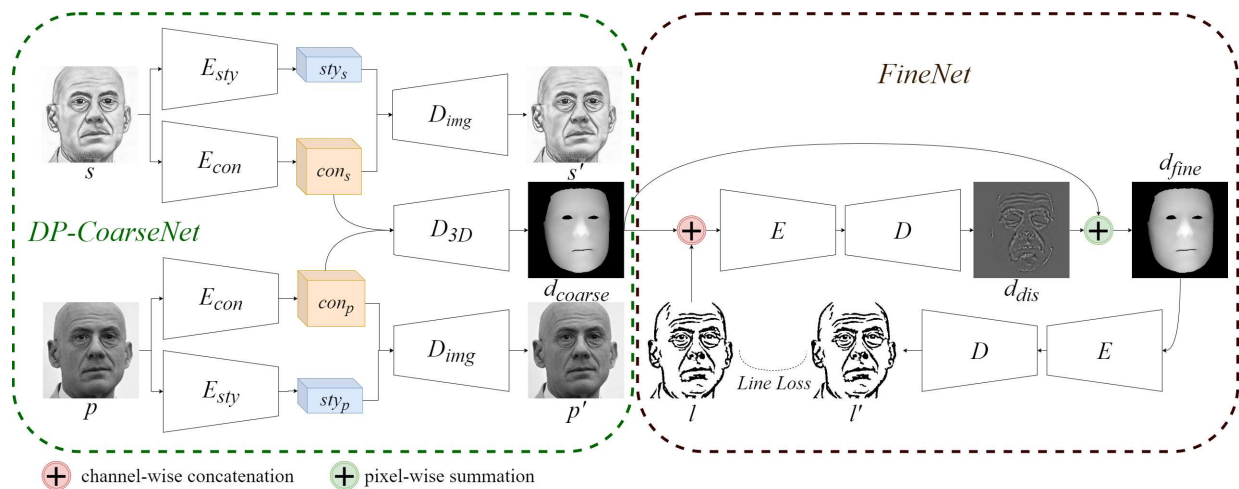 E_sty
sty_s
D_img
E_con
con_s
s
s'
FineNet
d_fine
DP-CoarseNet
D_3D
E
D
d_coarse
d_dis
E_con
con_p
D_img
D
E
Line Loss
E_sty
sty_p
p
p'
l
l'
+ channel-wise concatenation
+ pixel-wise summation